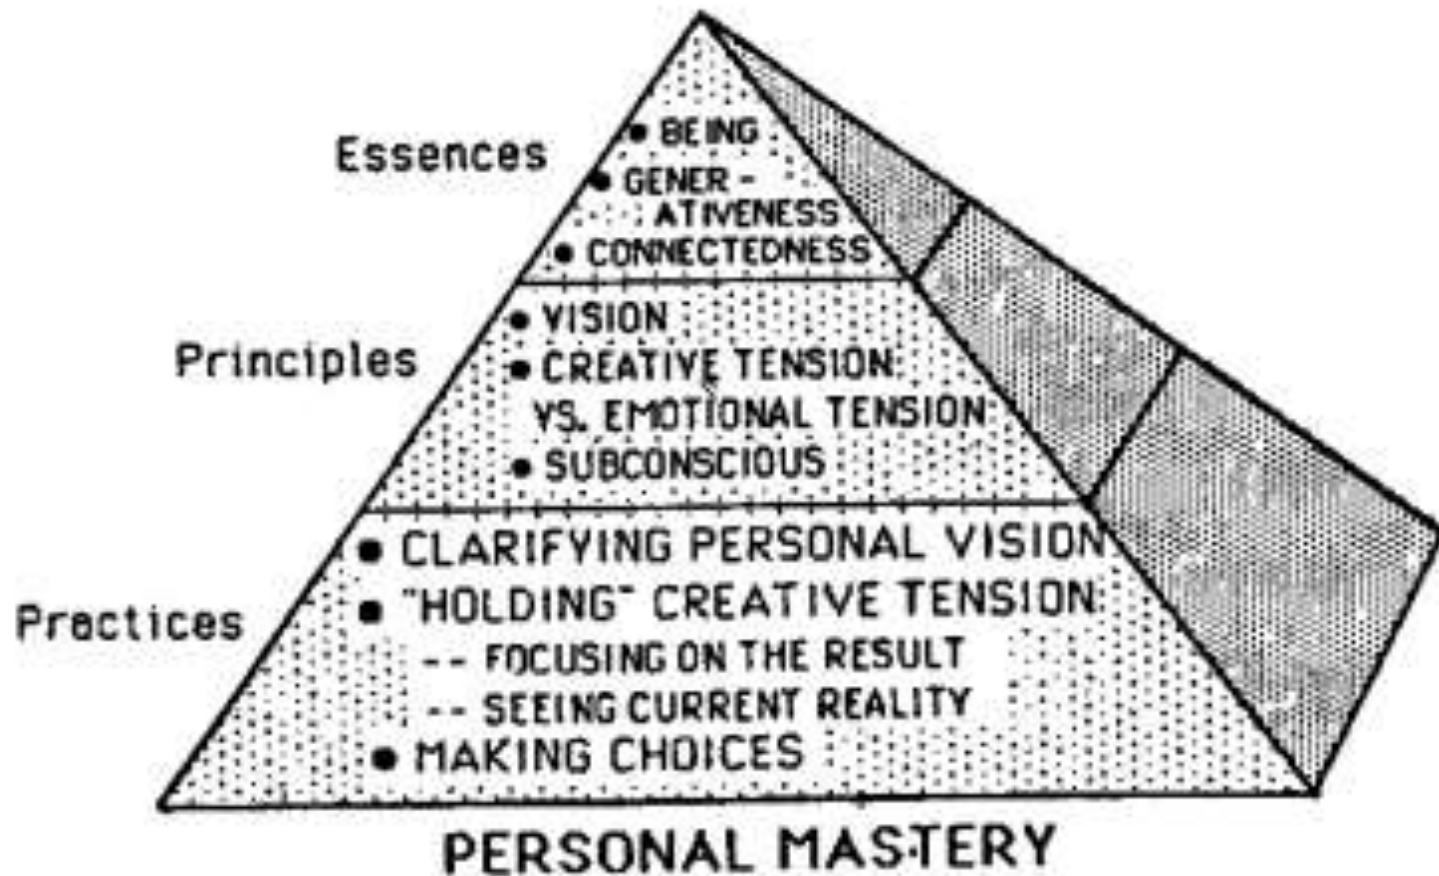 Essences
• BEING
• GENER -
ATIVENESS
• CONNECTEDNESS
Principles
• VISION
• CREATIVE TENSION
VS. EMOTIONAL TENSION
• SUBCONSCIOUS
Practices
• CLARIFYING PERSONAL VISION
• "HOLDING" CREATIVE TENSION
-- FOCUSING ON THE RESULT
-- SEEING CURRENT REALITY
• MAKING CHOICES
PERSONAL MASTERY